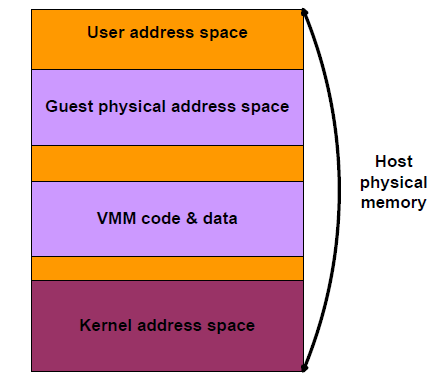 User address space
Guest physical address space
VMM code & data
Kernel address space
Host
physical
memory